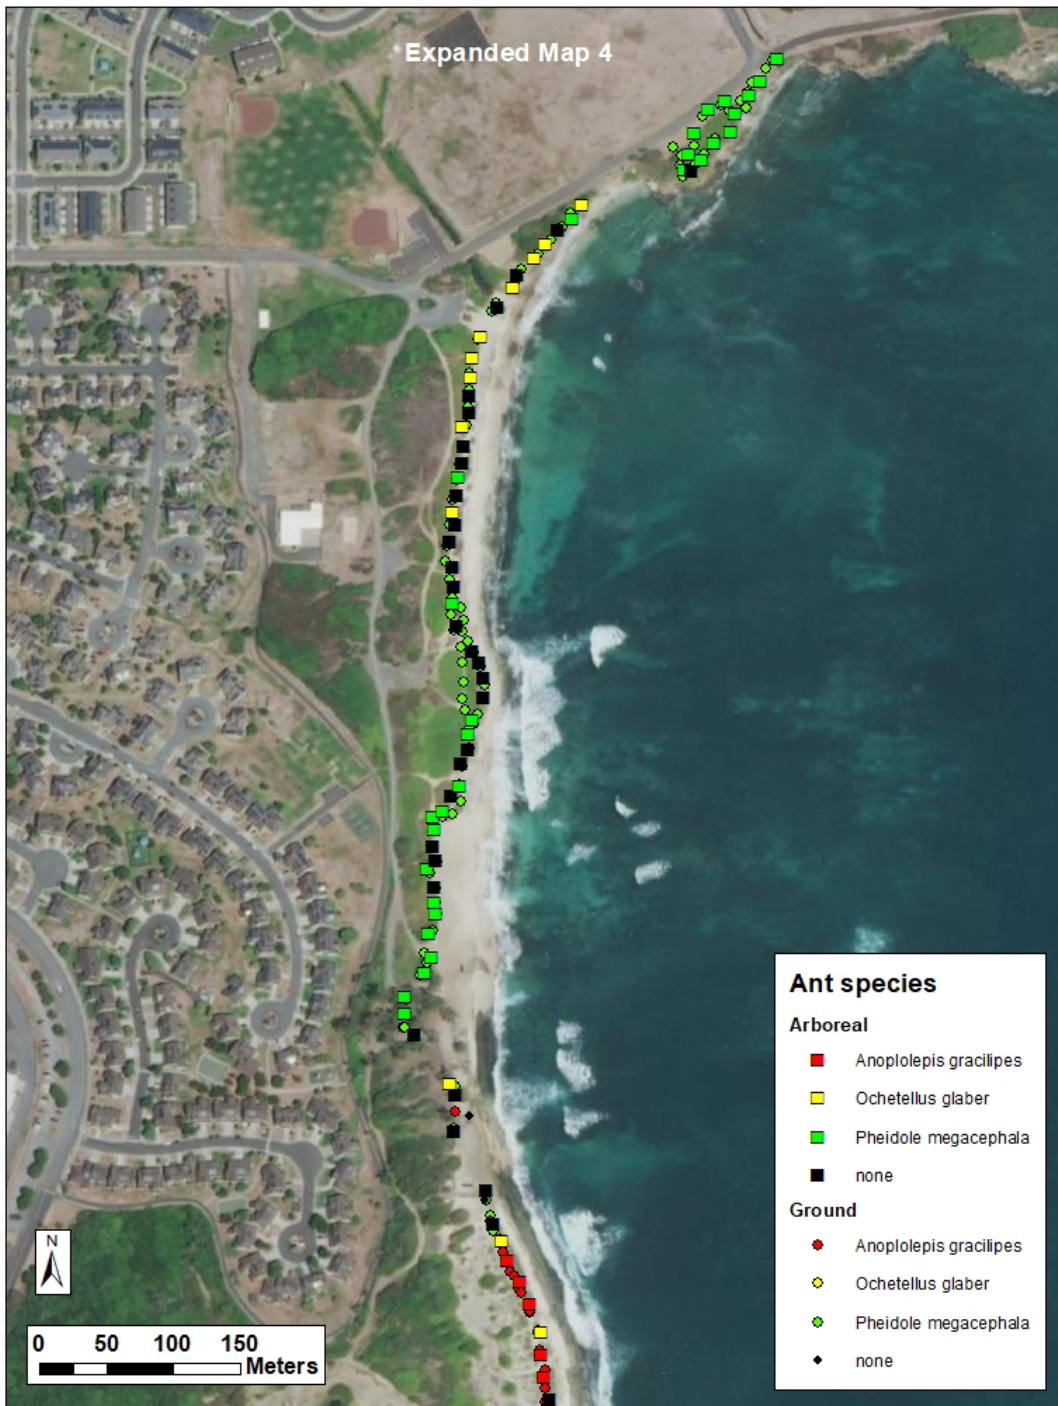 Expanded Map 4
Ant species
Arboreal
Anoplolepis gracilipes
Ochetellus glaber
Pheidole megacephala
none
Ground
Anoplolepis gracilipes
Ochetellus glaber
Pheidole megacephala
none
N
0 50 100 150
Meters